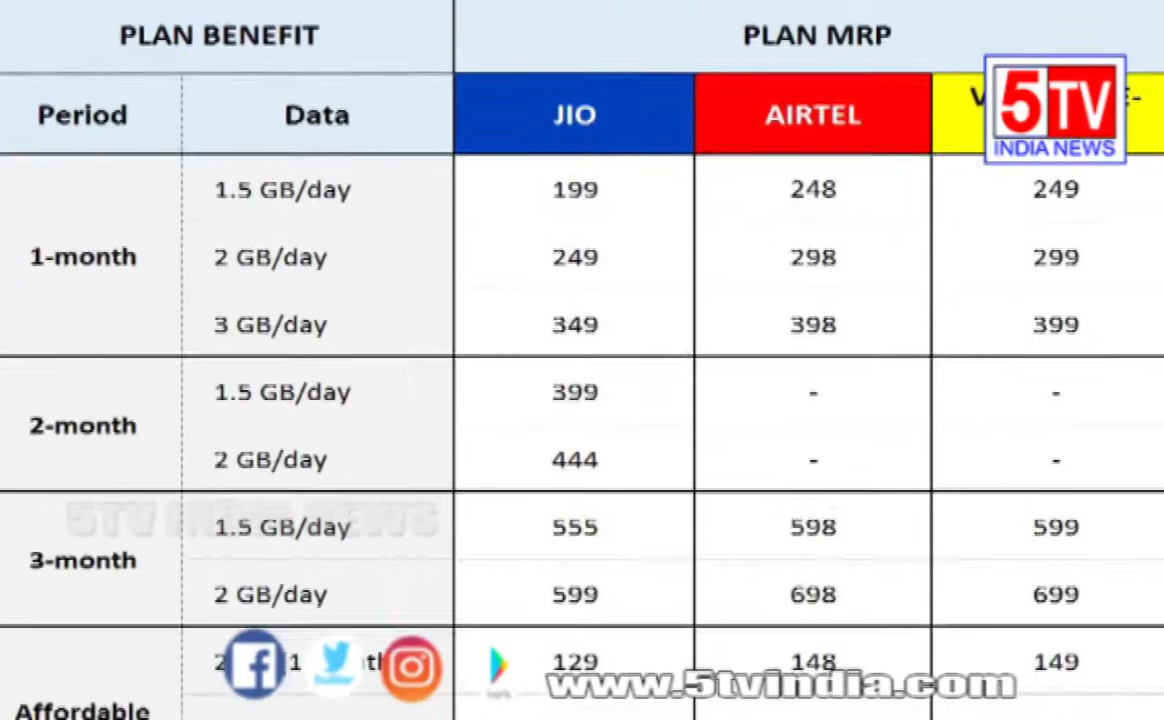 PLAN BENEFIT PLAN MRP
Period Data JIO AIRTEL
5TV
INDIA NEWS
1.5 GB/day 199 248 249
1-month 2 GB/day 249 298 299
3 GB/day 349 398 399
1.5 GB/day 399 - -
2-month
2 GB/day 444 - -
5TV INDIA NEWS
1.5 GB/day 555 598 599
3-month
2 GB/day 599 698 699
129 148 149
www.5tvindia.com
Affordable